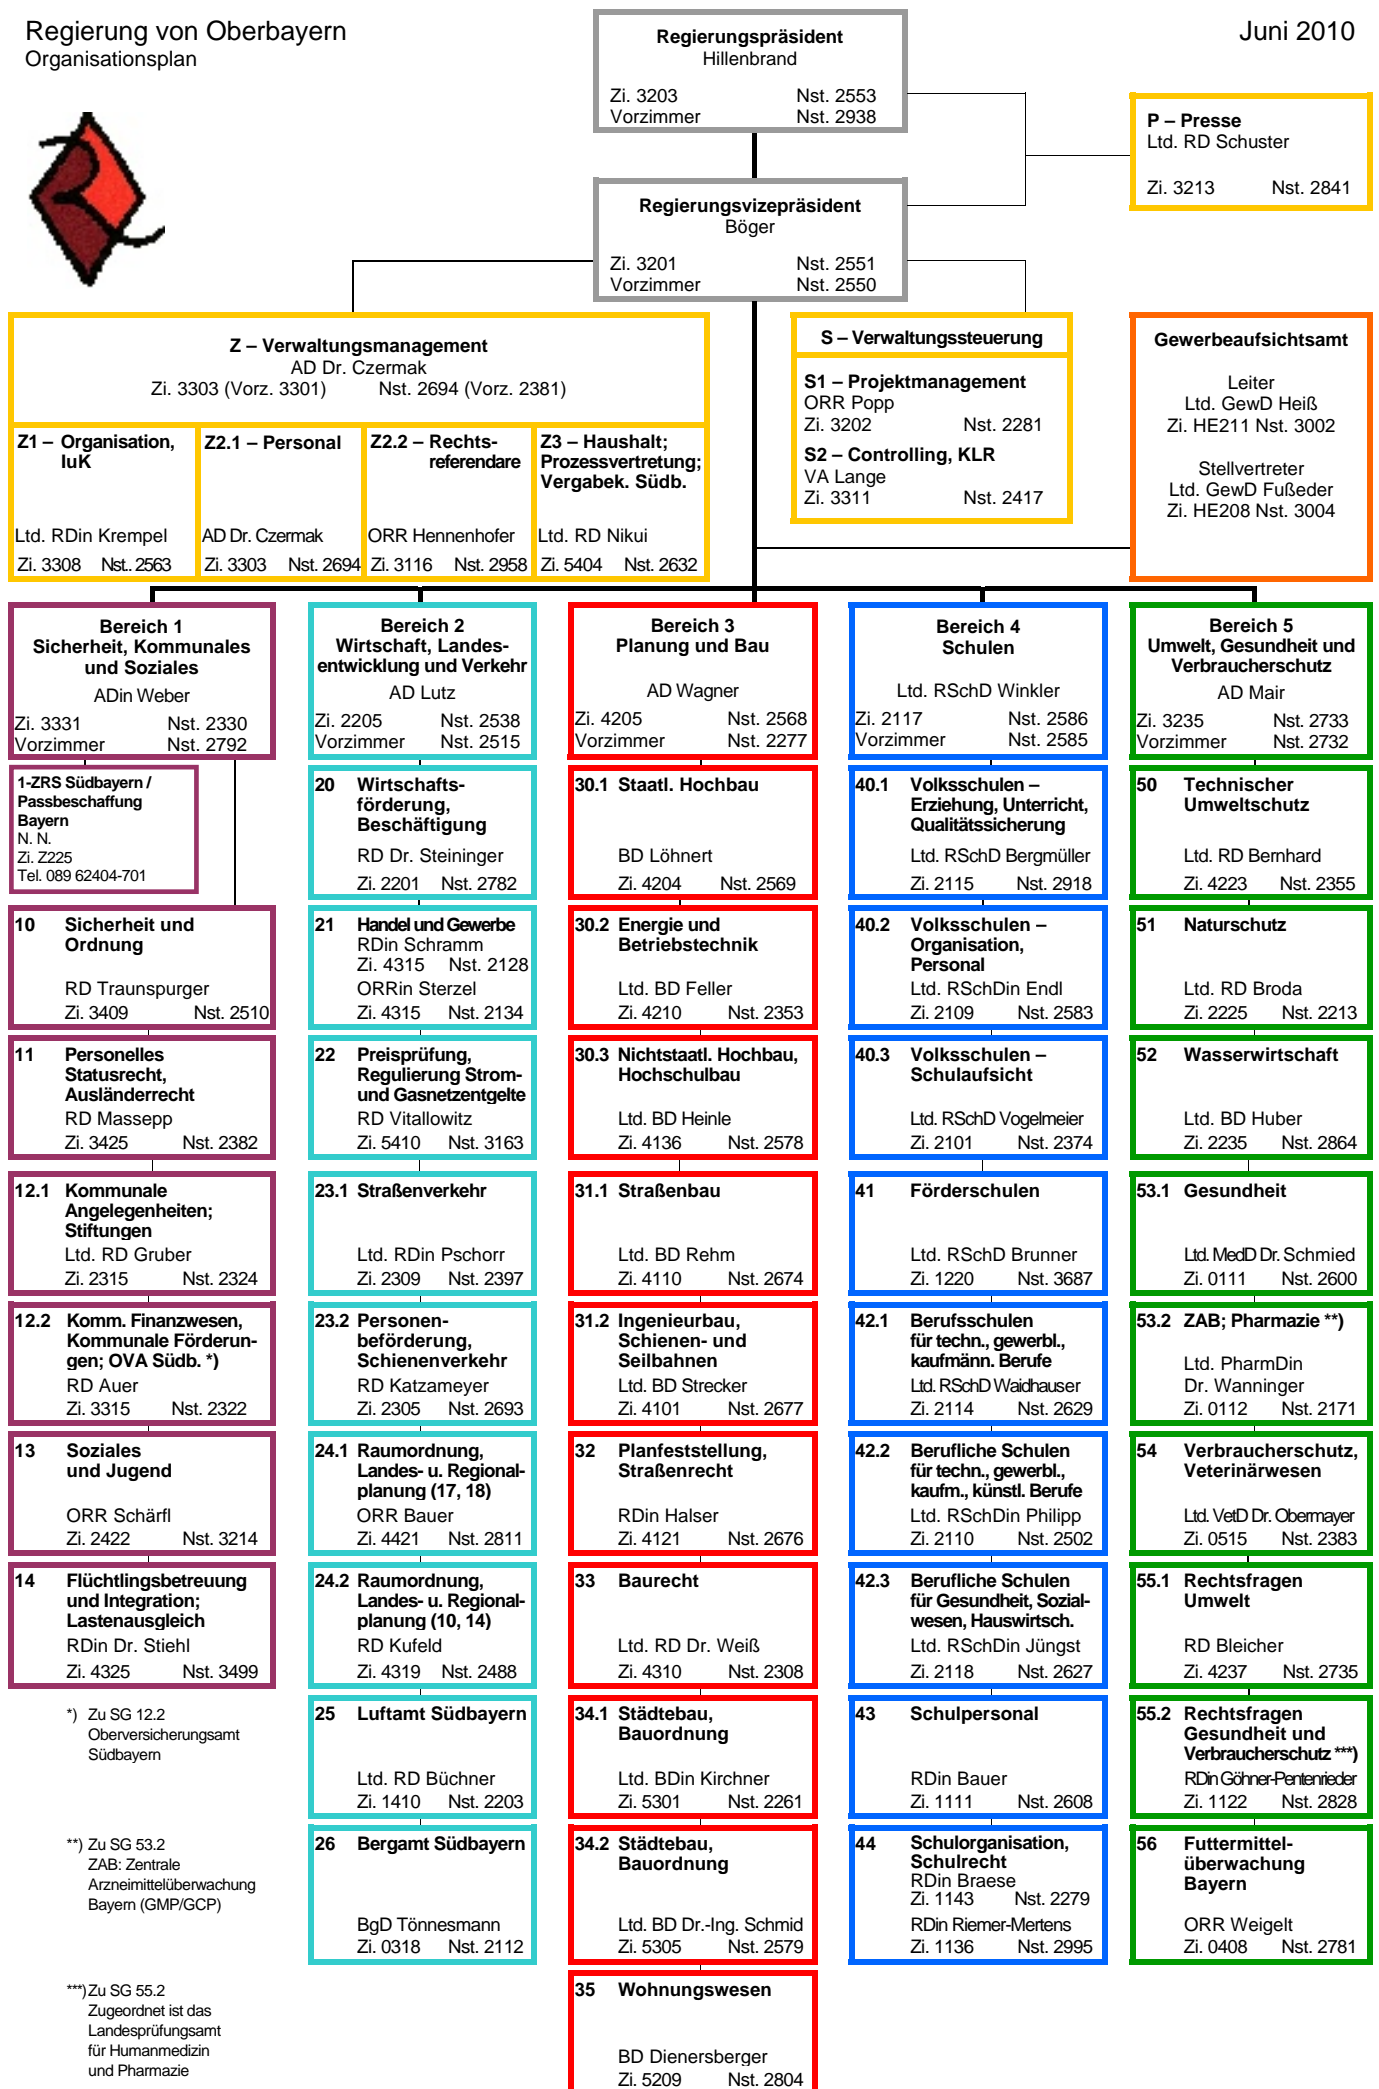 Regierung von Oberbayern
Organisationsplan
Juni 2010
Regierungspräsident
Hillenbrand
Zi. 3203 Nst. 2553
Vorzimmer Nst. 2938
P – Presse
Ltd. RD Schuster
Zi. 3213 Nst. 2841
Regierungsvizepräsident
Böger
Zi. 3201 Nst. 2551
Vorzimmer Nst. 2550
Z – Verwaltungsmanagement
AD Dr. Czermak
Zi. 3303 (Vorz. 3301) Nst. 2694 (Vorz. 2381)
Z1 – Organisation,
IuK
Ltd. RDin Krempel
Zi. 3308 Nst. 2563
Z2.1 – Personal
AD Dr. Czermak
Zi. 3303 Nst. 2694
Z2.2 – Rechts-
referendare
ORR Hennenhofer
Zi. 3116 Nst. 2958
Z3 – Haushalt;
Prozessvertretung;
Vergabek. Südb.
Ltd. RD Nikui
Zi. 5404 Nst. 2632
S – Verwaltungssteuerung
S1 – Projektmanagement
ORR Popp
Zi. 3202 Nst. 2281
S2 – Controlling, KLR
VA Lange
Zi. 3311 Nst. 2417
Gewerbeaufsichtsamt
Leiter
Ltd. GewD Heiß
Zi. HE211 Nst. 3002
Stellvertreter
Ltd. GewD Fußeder
Zi. HE208 Nst. 3004
Bereich 1
Sicherheit, Kommunales
und Soziales
ADin Weber
Zi. 3331 Nst. 2330
Vorzimmer Nst. 2792
1-ZRS Südbayern /
Passbeschaffung
Bayern
N. N.
Zi. Z225
Tel. 089 62404-701
10 Sicherheit und
Ordnung
RD Traunspurger
Zi. 3409 Nst. 2510
11 Personelles
Statusrecht,
Ausländerrecht
RD Massepp
Zi. 3425 Nst. 2382
12.1 Kommunale
Angelegenheiten;
Stiftungen
Ltd. RD Gruber
Zi. 2315 Nst. 2324
12.2 Komm. Finanzwesen,
Kommunale Förderun-
gen; OVA Südb. *)
RD Auer
Zi. 3315 Nst. 2322
13 Soziales
und Jugend
ORR Schärfl
Zi. 2422 Nst. 3214
14 Flüchtlingsbetreuung
und Integration;
Lastenausgleich
RDin Dr. Stiehl
Zi. 4325 Nst. 3499
*) Zu SG 12.2
Oberversicherungsamt
Südbayern
**) Zu SG 53.2
ZAB: Zentrale
Arzneimittelüberwachung
Bayern (GMP/GCP)
***) Zu SG 55.2
Zugeordnet ist das
Landesprüfungsamt
für Humanmedizin
und Pharmazie
Bereich 2
Wirtschaft, Landes-
entwicklung und Verkehr
AD Lutz
Zi. 2205 Nst. 2538
Vorzimmer Nst. 2515
20 Wirtschafts-
förderung,
Beschäftigung
RD Dr. Steininger
Zi. 2201 Nst. 2782
21 Handel und Gewerbe
RDin Schramm
Zi. 4315 Nst. 2128
ORRin Sterzel
Zi. 4315 Nst. 2134
22 Preisprüfung,
Regulierung Strom-
und Gasnetzentgelte
RD Vitallowitz
Zi. 5410 Nst. 3163
23.1 Straßenverkehr
Ltd. RDin Pschorr
Zi. 2309 Nst. 2397
23.2 Personen-
beförderung,
Schienenverkehr
RD Katzameyer
Zi. 2305 Nst. 2693
24.1 Raumordnung,
Landes- u. Regional-
planung (17, 18)
ORR Bauer
Zi. 4421 Nst. 2811
24.2 Raumordnung,
Landes- u. Regional-
planung (10, 14)
RD Kufeld
Zi. 4319 Nst. 2488
25 Luftamt Südbayern
Ltd. RD Büchner
Zi. 1410 Nst. 2203
26 Bergamt Südbayern
BgD Tönnesmann
Zi. 0318 Nst. 2112
Bereich 3
Planung und Bau
AD Wagner
Zi. 4205 Nst. 2568
Vorzimmer Nst. 2277
30.1 Staatl. Hochbau
BD Löhnert
Zi. 4204 Nst. 2569
30.2 Energie und
Betriebstechnik
Ltd. BD Feller
Zi. 4210 Nst. 2353
30.3 Nichtstaatl. Hochbau,
Hochschulbau
Ltd. BD Heinle
Zi. 4136 Nst. 2578
31.1 Straßenbau
Ltd. BD Rehm
Zi. 4110 Nst. 2674
31.2 Ingenieurbau,
Schienen- und
Seilbahnen
Ltd. BD Strecker
Zi. 4101 Nst. 2677
32 Planfeststellung,
Straßenrecht
RDin Halser
Zi. 4121 Nst. 2676
33 Baurecht
Ltd. RD Dr. Weiß
Zi. 4310 Nst. 2308
34.1 Städtebau,
Bauordnung
Ltd. BDin Kirchner
Zi. 5301 Nst. 2261
34.2 Städtebau,
Bauordnung
Ltd. BD Dr.-Ing. Schmid
Zi. 5305 Nst. 2579
35 Wohnungswesen
BD Dienersberger
Zi. 5209 Nst. 2804
Bereich 4
Schulen
Ltd. RSchD Winkler
Zi. 2117 Nst. 2586
Vorzimmer Nst. 2585
40.1 Volksschulen –
Erziehung, Unterricht,
Qualitätssicherung
Ltd. RSchD Bergmüller
Zi. 2115 Nst. 2918
40.2 Volksschulen –
Organisation,
Personal
Ltd. RSchDin Endl
Zi. 2109 Nst. 2583
40.3 Volksschulen –
Schulaufsicht
Ltd. RSchD Vogelmeier
Zi. 2101 Nst. 2374
41 Förderschulen
Ltd. RSchD Brunner
Zi. 1220 Nst. 3687
42.1 Berufsschulen
für techn., gewerbl.,
kaufmänn. Berufe
Ltd. RSchD Waidhauser
Zi. 2114 Nst. 2629
42.2 Berufliche Schulen
für techn., gewerbl.,
kaufm., künstl. Berufe
Ltd. RSchDin Philipp
Zi. 2110 Nst. 2502
42.3 Berufliche Schulen
für Gesundheit, Sozial-
wesen, Hauswirtsch.
Ltd. RSchDin Jüngst
Zi. 2118 Nst. 2627
43 Schulpersonal
RDin Bauer
Zi. 1111 Nst. 2608
44 Schulorganisation,
Schulrecht
RDin Braese
Zi. 1143 Nst. 2279
RDin Riemer-Mertens
Zi. 1136 Nst. 2995
Bereich 5
Umwelt, Gesundheit und
Verbraucherschutz
AD Mair
Zi. 3235 Nst. 2733
Vorzimmer Nst. 2732
50 Technischer
Umweltschutz
Ltd. RD Bernhard
Zi. 4223 Nst. 2355
51 Naturschutz
Ltd. RD Broda
Zi. 2225 Nst. 2213
52 Wasserwirtschaft
Ltd. BD Huber
Zi. 2235 Nst. 2864
53.1 Gesundheit
Ltd. MedD Dr. Schmied
Zi. 0111 Nst. 2600
53.2 ZAB; Pharmazie **)
Ltd. PharmDin
Dr. Wanninger
Zi. 0112 Nst. 2171
54 Verbraucherschutz,
Veterinärwesen
Ltd. VetD Dr. Obermayer
Zi. 0515 Nst. 2383
55.1 Rechtsfragen
Umwelt
RD Bleicher
Zi. 4237 Nst. 2735
55.2 Rechtsfragen
Gesundheit und
Verbraucherschutz ***)
RDin Göhner-Pentenrieder
Zi. 1122 Nst. 2828
56 Futtermittel-
überwachung
Bayern
ORR Weigelt
Zi. 0408 Nst. 2781